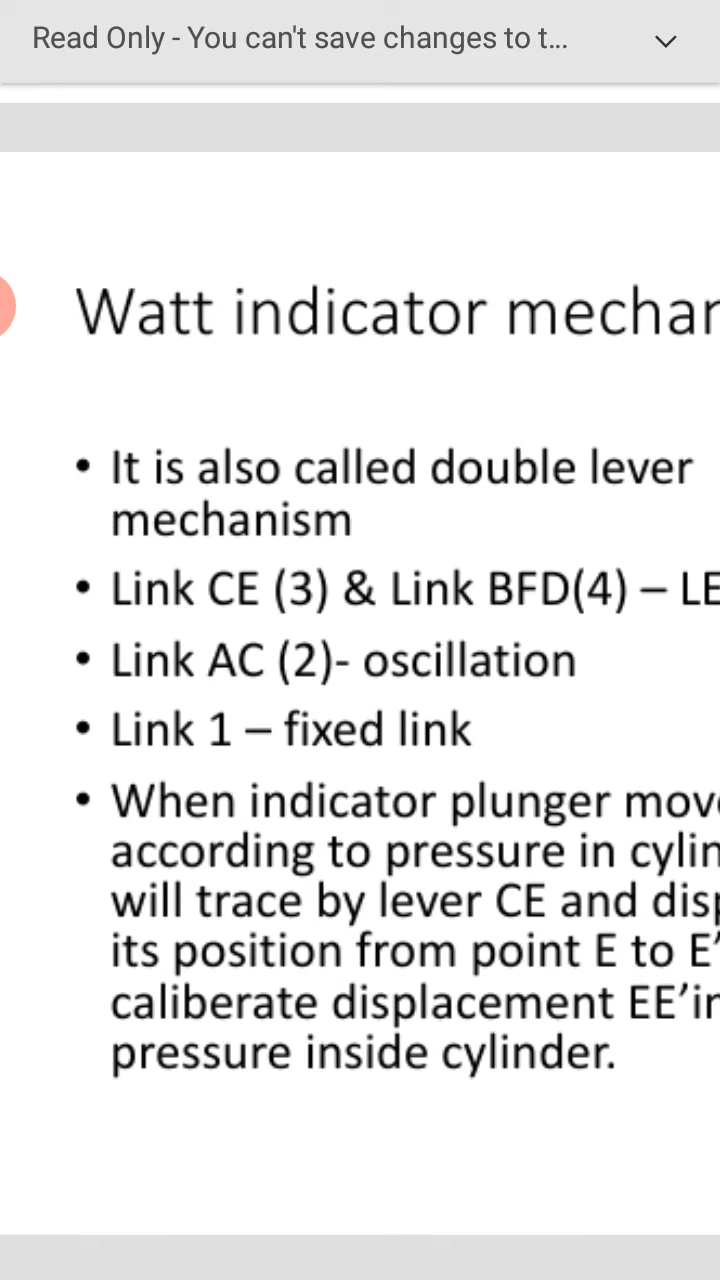 Read Only - You can't save changes to t...
Watt indicator mechan
• It is also called double lever
mechanism
• Link CE (3) & Link BFD(4) – LE
• Link AC (2)- oscillation
• Link 1 – fixed link
• When indicator plunger move
according to pressure in cylin
will trace by lever CE and disp
its position from point E to E’
caliberate displacement EE’in
pressure inside cylinder.